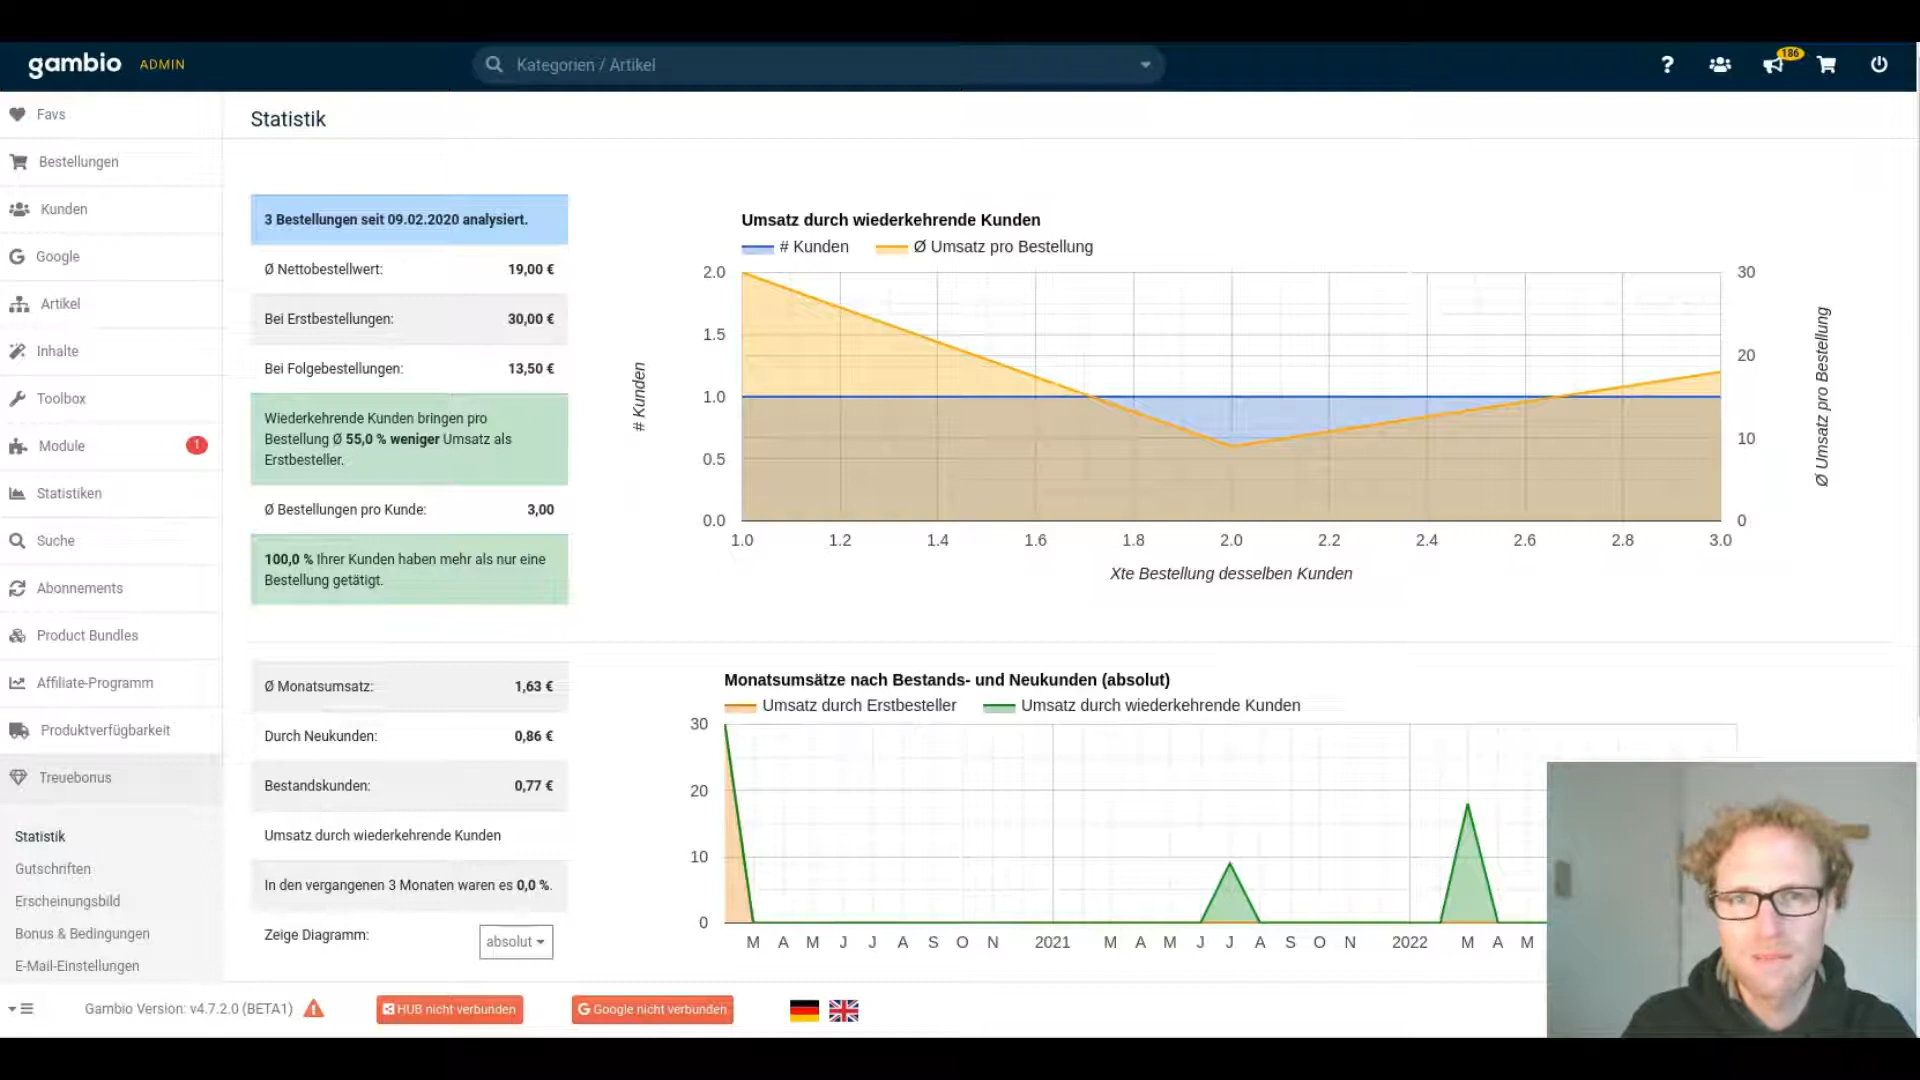 gambio ADMIN
Kategorien / Artikel
186
Favs
Bestellungen
Kunden
Google
Artikel
Inhalte
Toolbox
Module 1
Statistiken
Suche
Abonnements
Product Bundles
Affiliate-Programm
Produktverfügbarkeit
Treuebonus
Statistik
Gutschriften
Erscheinungsbild
Bonus & Bedingungen
E-Mail-Einstellungen
Statistik
3 Bestellungen seit 09.02.2020 analysiert.
Ø Nettobestellwert: 19,00 €
Bei Erstbestellungen: 30,00 €
Bei Folgebestellungen: 13,50 €
Wiederkehrende Kunden bringen pro
Bestellung Ø 55,0 % weniger Umsatz als
Erstbesteller.
Ø Bestellungen pro Kunde: 3,00
100,0 % Ihrer Kunden haben mehr als nur eine
Bestellung getätigt.
Umsatz durch wiederkehrende Kunden
# Kunden Ø Umsatz pro Bestellung
2.0 30
1.5
20
1.0
10
0.5
0.0 0
# Kunden
Ø Umsatz pro Bestellung
1.0 1.2 1.4 1.6 1.8 2.0 2.2 2.4 2.6 2.8 3.0
Xte Bestellung desselben Kunden
Ø Monatsumsatz: 1,63 €
Durch Neukunden: 0,86 €
Bestandskunden: 0,77 €
Umsatz durch wiederkehrende Kunden
In den vergangenen 3 Monaten waren es 0,0 %.
Zeige Diagramm: absolut
Monatsumsätze nach Bestands- und Neukunden (absolut)
Umsatz durch Erstbesteller Umsatz durch wiederkehrende Kunden
30
20
10
0
M A M J J A S O N 2021 M A M J J A S O N 2022 M A M
Gambio Version: v4.7.2.0 (BETA1)
HUB nicht verbunden
Google nicht verbunden